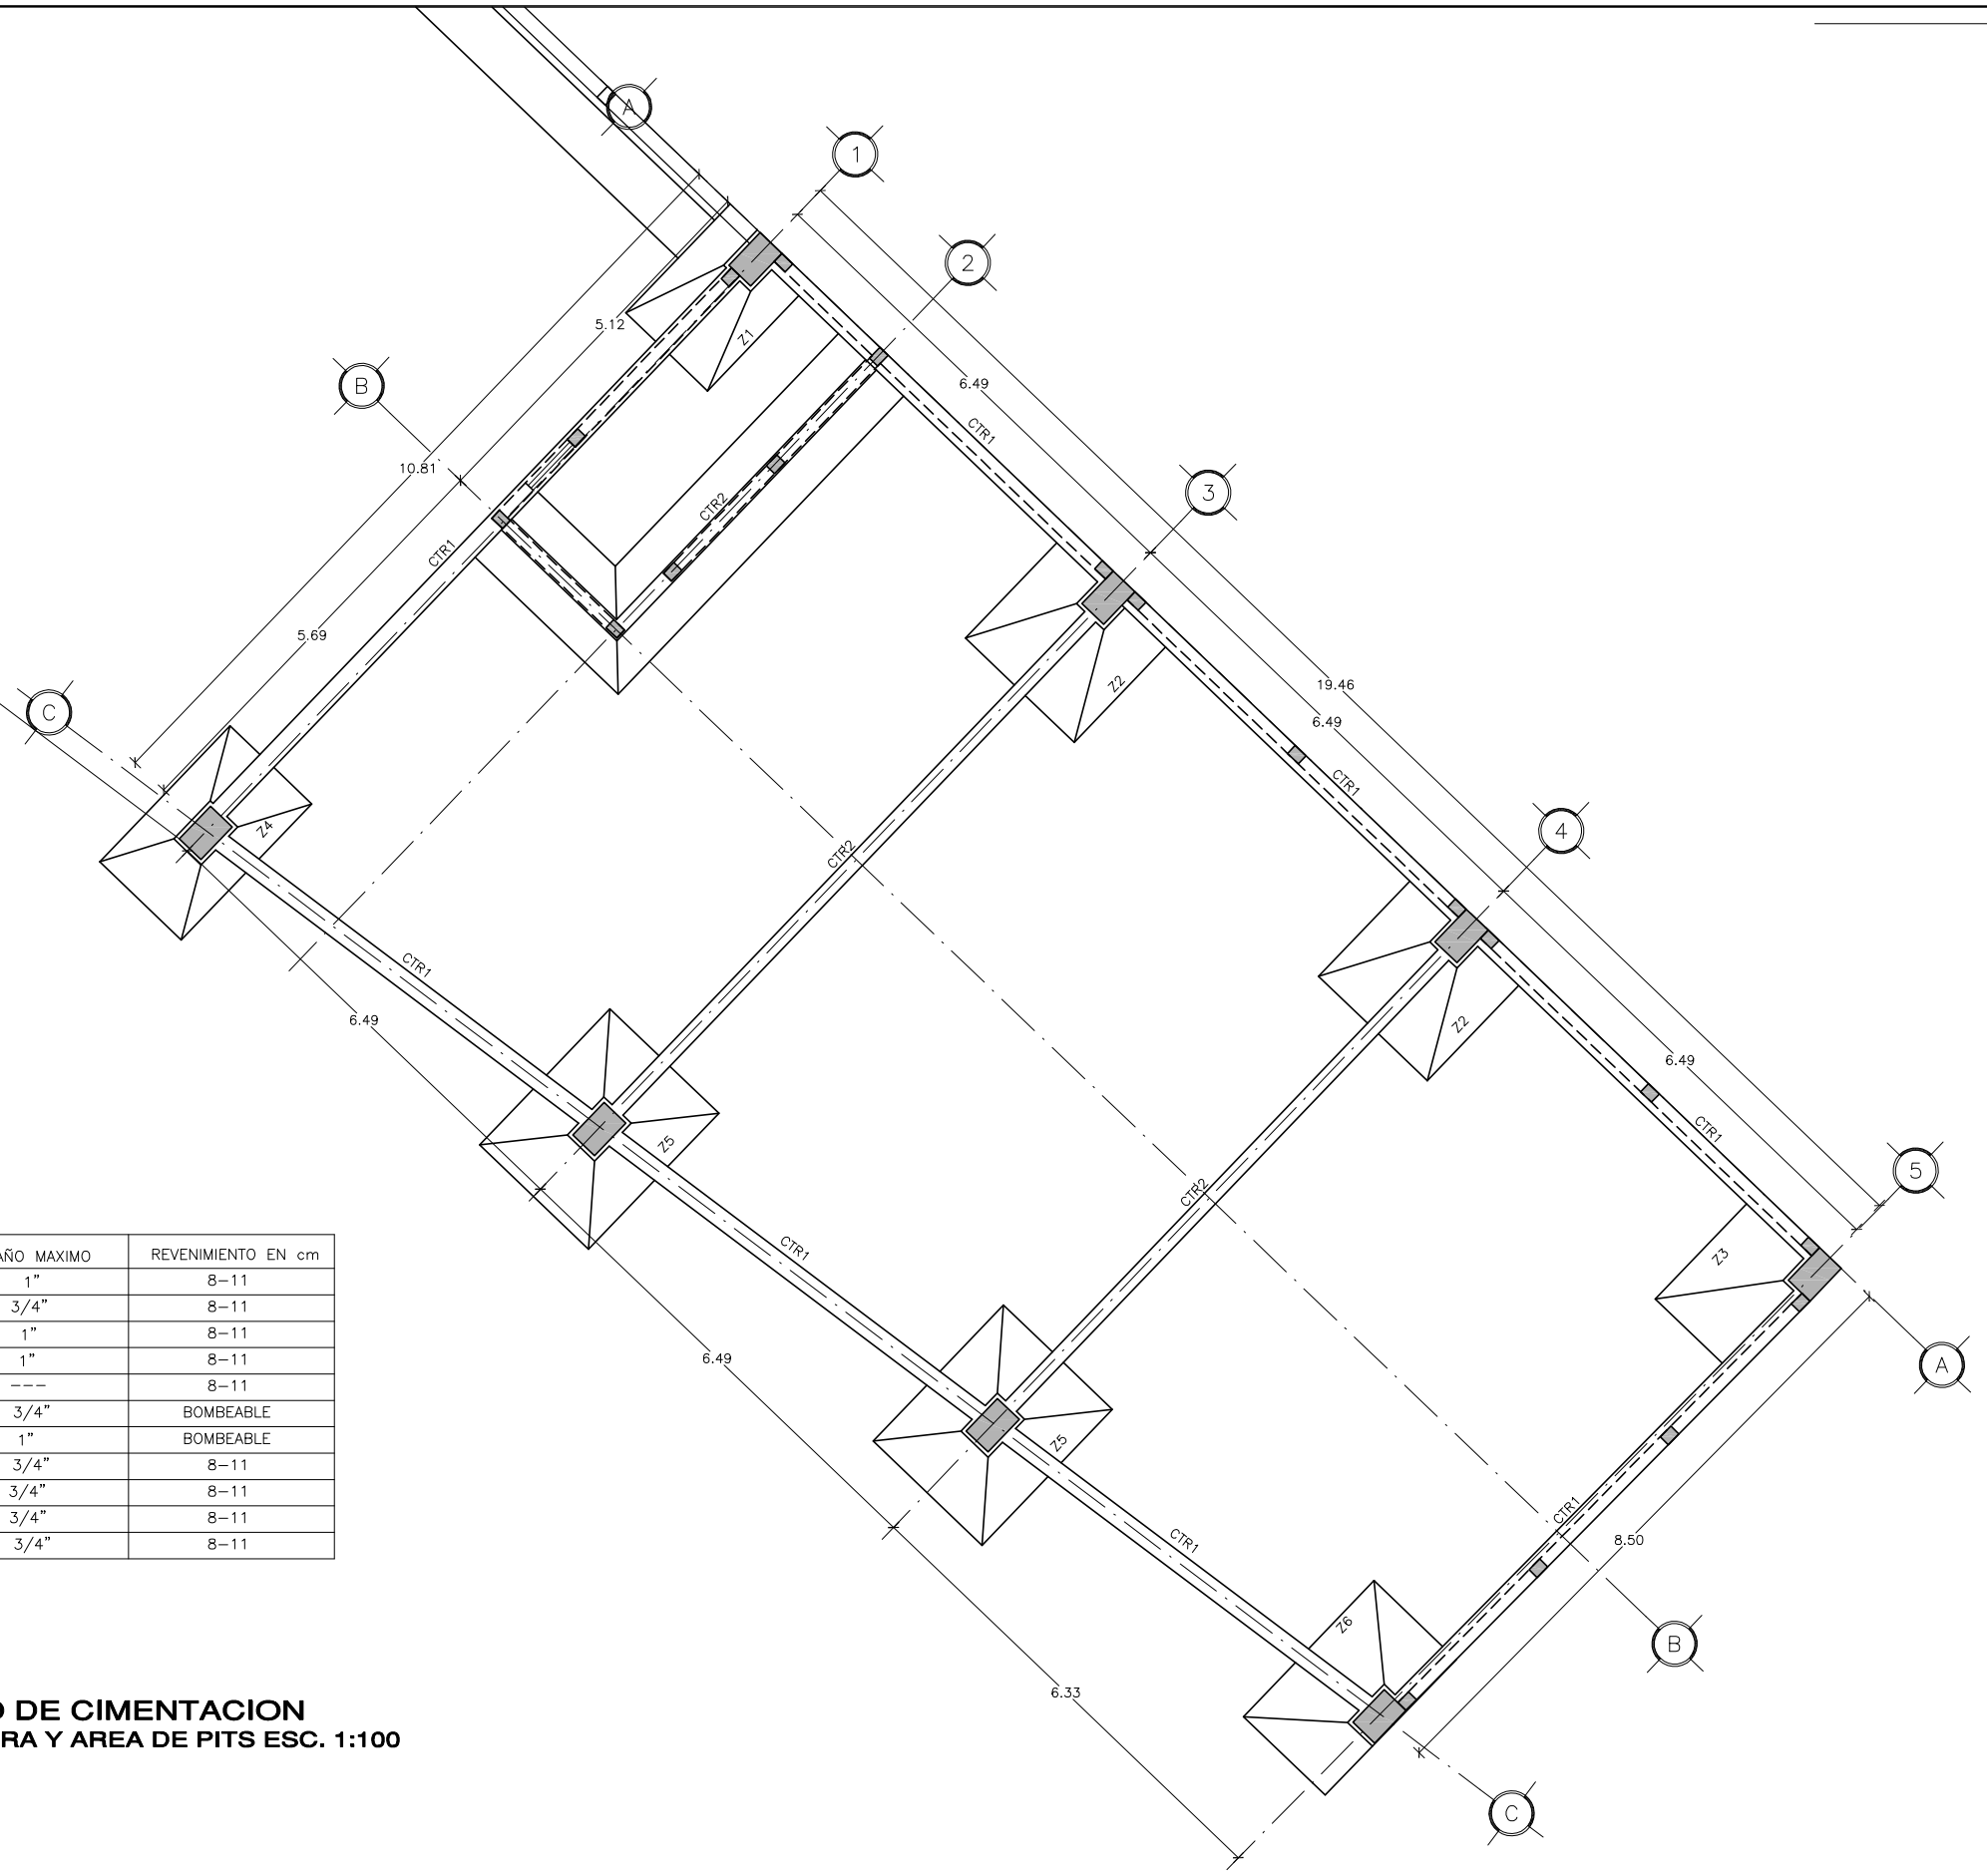 A
1
2
Z1
5.12
B
6.49
CTR1
10.81
3
CTR2
CTR1
5.69
Z2
19.46
C
6.49
CTR1
4
Z4
CTR2
CTR1
6.49
Z2
6.49
Z5
CTR1
5
CTR2
CTR1
Z3
6.49
Z5
A
CTR1
CTR1
8.50
Z6
B
6.33
C
AÑO MAXIMO REVENIMIENTO EN cm
1" 8-11
3/4" 8-11
1" 8-11
1" 8-11
--- 8-11
3/4" BOMBEABLE
1" BOMBEABLE
3/4" 8-11
3/4" 8-11
3/4" 8-11
3/4" 8-11
O DE CIMENTACION
RA Y AREA DE PITS ESC. 1:100